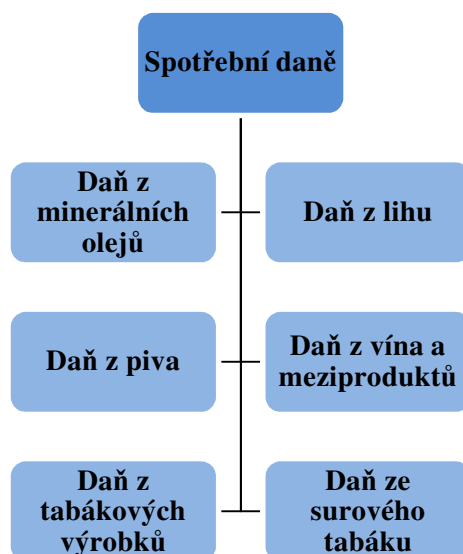 Spotřební daně
Daň z
minerálních
olejů
Daň z lihu
Daň z piva
Daň z vína a
meziproduktů
Daň z
tabákových
výrobků
Daň ze
surového
tabáku